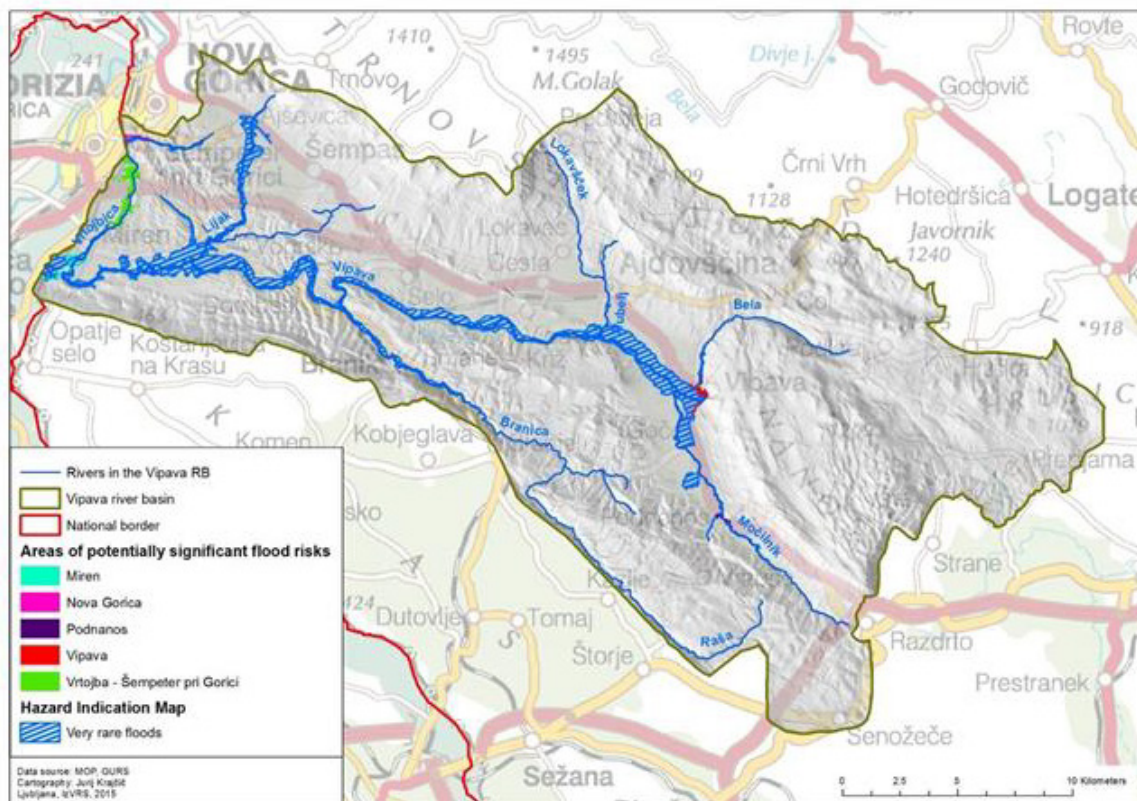 1410
1495
M.Golak
Divje j.
Rovte
NOVA
241
Trnovo
Godovič
ORIZIA
GORICA
Bela
Ajšovica
Šempas
Črni Vrh
Hotedršica
Lokavšček
1128
Javornik
1240
Vrtojbica
Lijak
Miren
Lokavec
Cesta
Ajdovščina
Vipava
Selo
Hubelj
Bela
Col
918
Opatje
selo
Kostanjevica
na Krasu
Branik
Vipava
Branica
Kobjeglava
Komen
Močilnik
Strane
Dutovlje
Tomaj
Raša
Štorje
Razdrto
Prestranek
Senožeče
Sežana
Rivers in the Vipava RB
Vipava river basin
National border
Areas of potentially significant flood risks
Miren
Nova Gorica
Podnanos
Vipava
Vrtojba - Šempeter pri Gorici
Hazard Indication Map
Very rare floods
Data source: MOP, GURS
Cartography: Jurij Krajčič
Ljubljana, IzVRS, 2015
0 2.5 5 10 Kilometers